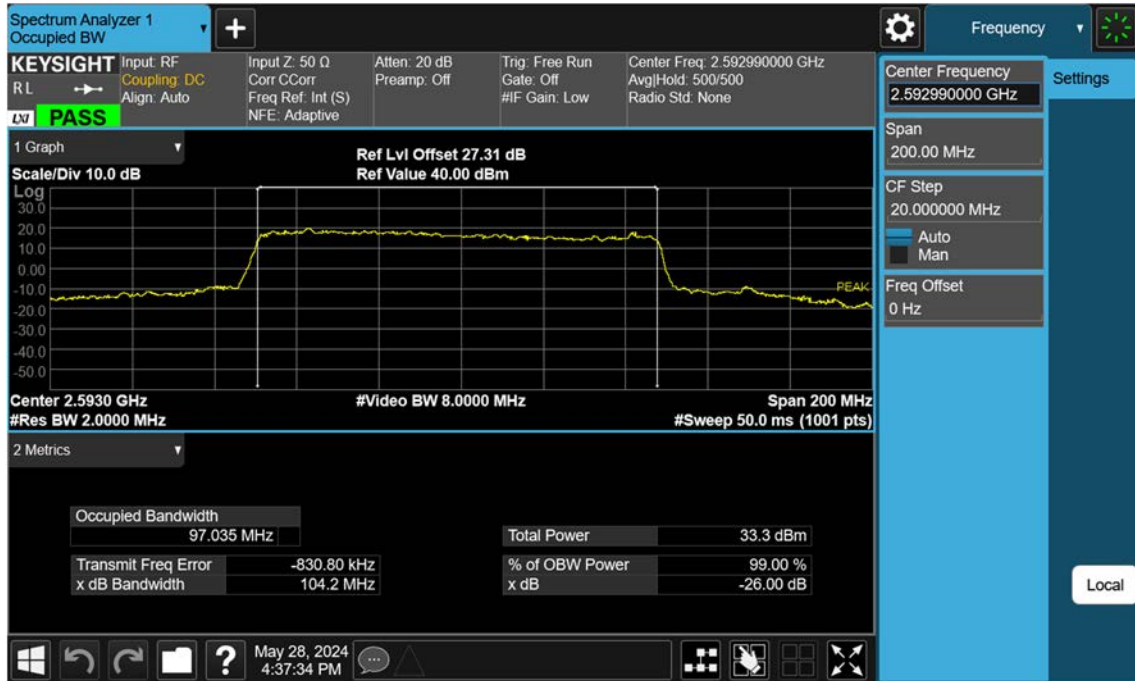 Spectrum Analyzer 1
Occupied BW
Frequency
KEYSIGHT
RL
LXI PASS
Input: RF
Coupling: DC
Align: Auto
Input Z: 50 Ω
Corr CCorr
Freq Ref: Int (S)
NFE: Adaptive
Atten: 20 dB
Preamp: Off
Trig: Free Run
Gate: Off
#IF Gain: Low
Center Freq: 2.592990000 GHz
Avg|Hold: 500/500
Radio Std: None
Center Frequency
2.592990000 GHz
Settings
Span
200.00 MHz
CF Step
20.000000 MHz
Auto
Man
Freq Offset
0 Hz
Local
1 Graph
Scale/Div 10.0 dB
Ref Lvl Offset 27.31 dB
Ref Value 40.00 dBm
Log
30.0
20.0
10.0
0.00
-10.0
-20.0
-30.0
-40.0
-50.0
PEAK
Center 2.5930 GHz
#Video BW 8.0000 MHz
Span 200 MHz
#Res BW 2.0000 MHz
#Sweep 50.0 ms (1001 pts)
2 Metrics
Occupied Bandwidth
97.035 MHz
Total Power 33.3 dBm
Transmit Freq Error -830.80 kHz
% of OBW Power 99.00 %
x dB Bandwidth 104.2 MHz
x dB -26.00 dB
?
May 28, 2024
4:37:34 PM